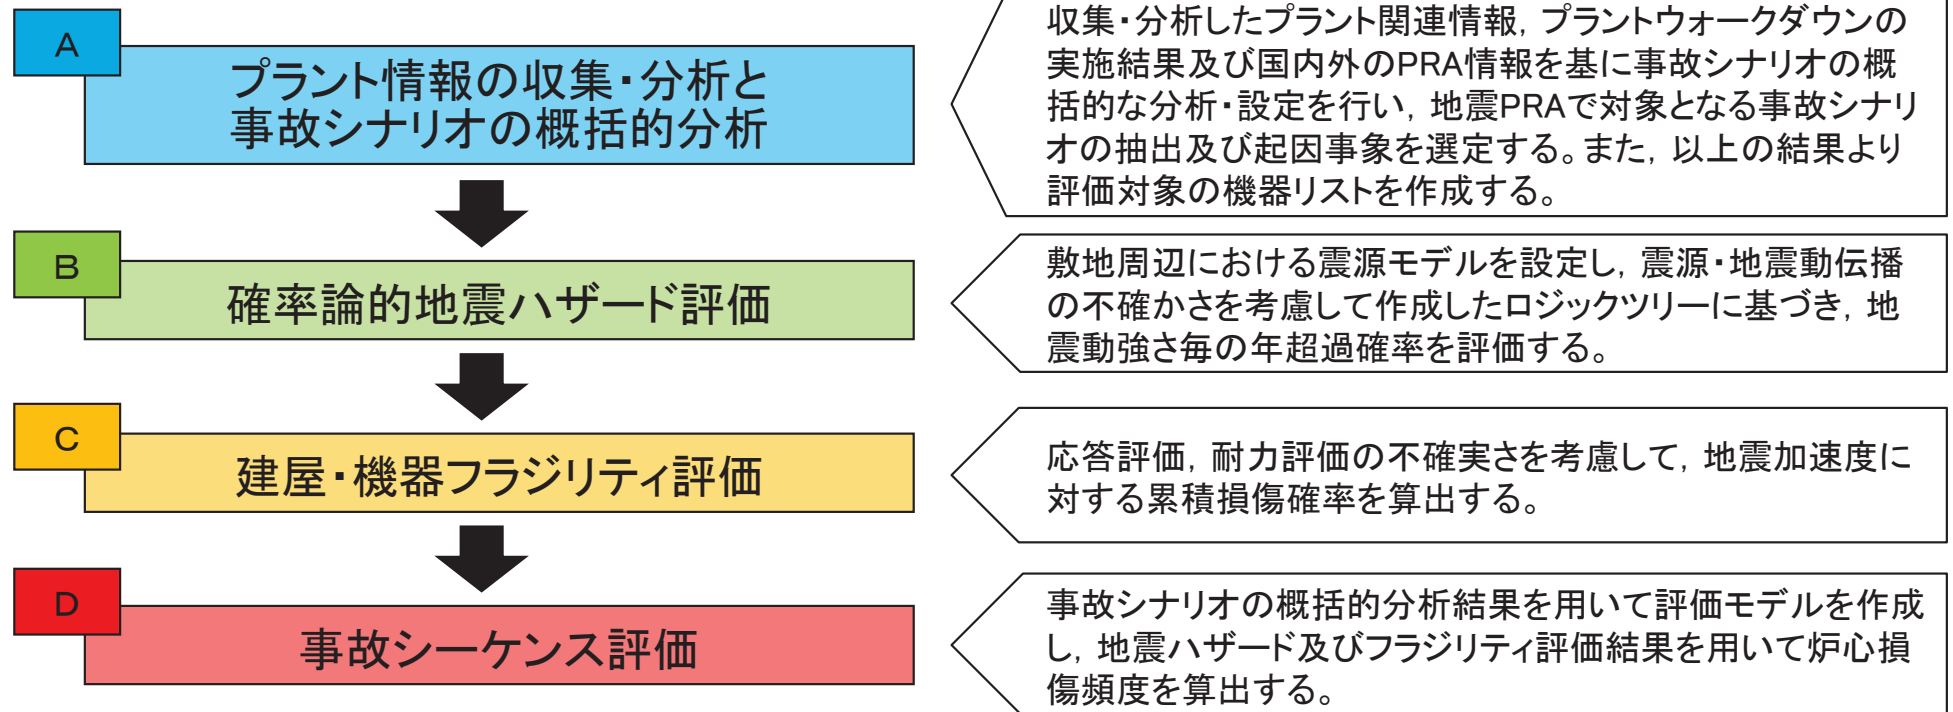 A
プラント情報の収集・分析と
事故シナリオの概括的分析
収集・分析したプラント関連情報，プラントウォークダウンの
実施結果及び国内外のPRA情報を基に事故シナリオの概
括的な分析・設定を行い，地震PRAで対象となる事故シナリ
オの抽出及び起因事象を選定する。また，以上の結果より
評価対象の機器リストを作成する。
B
確率論的地震ハザード評価
敷地周辺における震源モデルを設定し，震源・地震動伝播
の不確かさを考慮して作成したロジックツリーに基づき，地
震動強さ毎の年超過確率を評価する。
C
建屋・機器フラジリティ評価
応答評価，耐力評価の不確実さを考慮して，地震加速度に
対する累積損傷確率を算出する。
D
事故シーケンス評価
事故シナリオの概括的分析結果を用いて評価モデルを作成
し，地震ハザード及びフラジリティ評価結果を用いて炉心損
傷頻度を算出する。